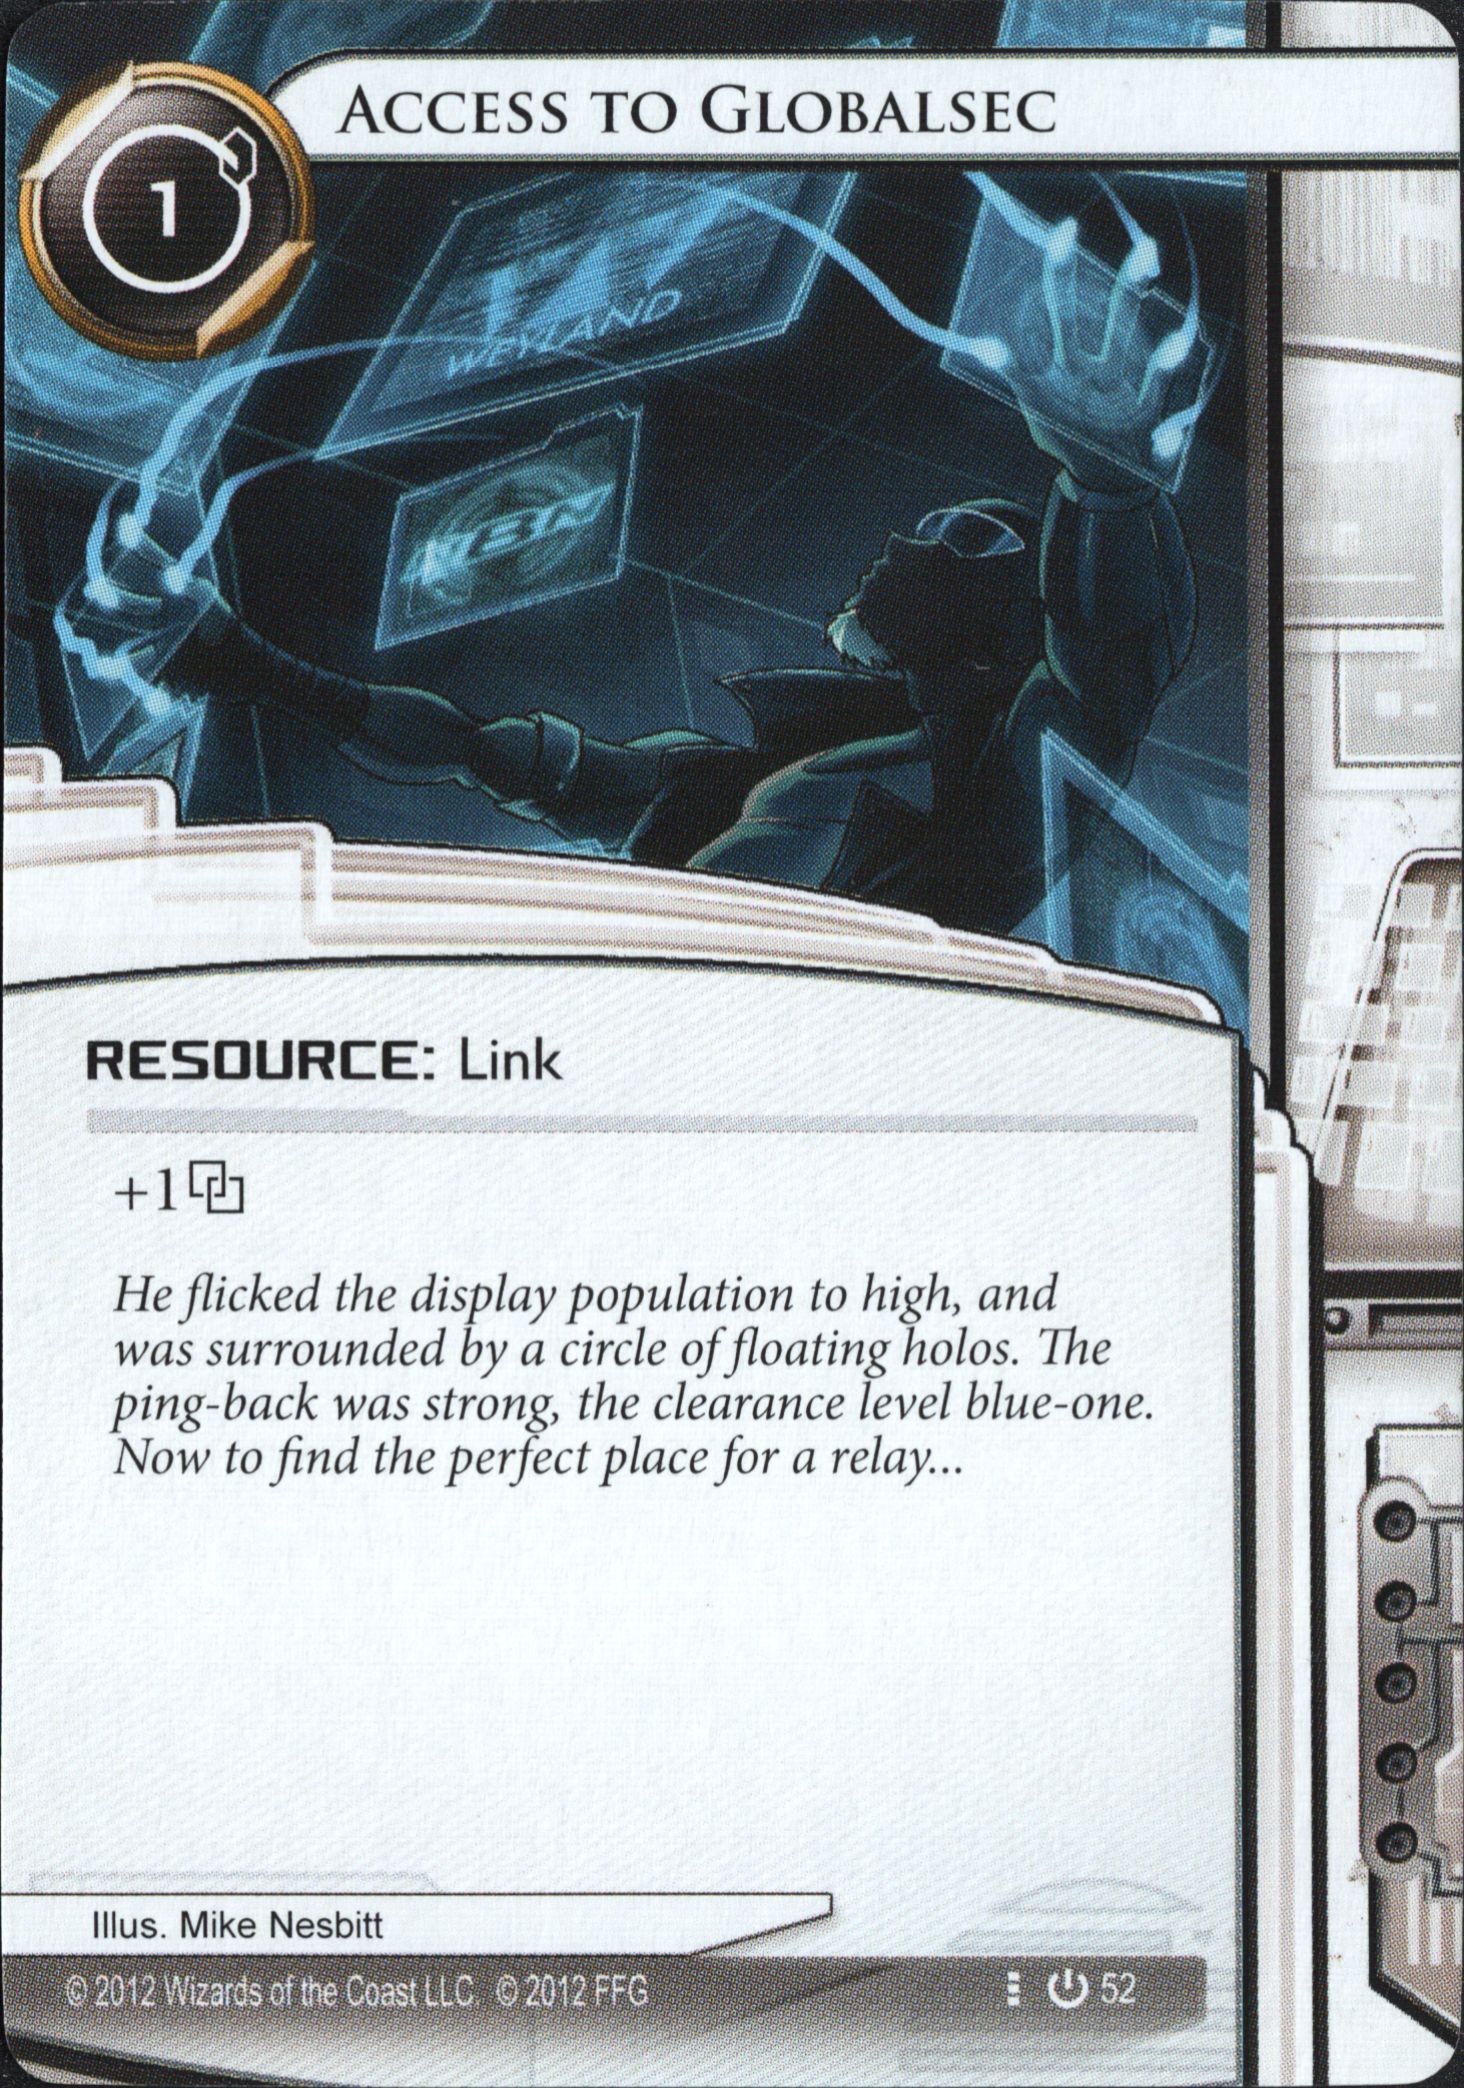 ACCESS TO GLOBALSEC
1
WEYLAND
NBN
RESOURCE: Link
+1
He flicked the display population to high, and
was surrounded by a circle of floating holos. The
ping-back was strong, the clearance level blue-one.
Now to find the perfect place for a relay...
Illus. Mike Nesbitt
© 2012 Wizards of the Coast LLC. © 2012 FFG
52